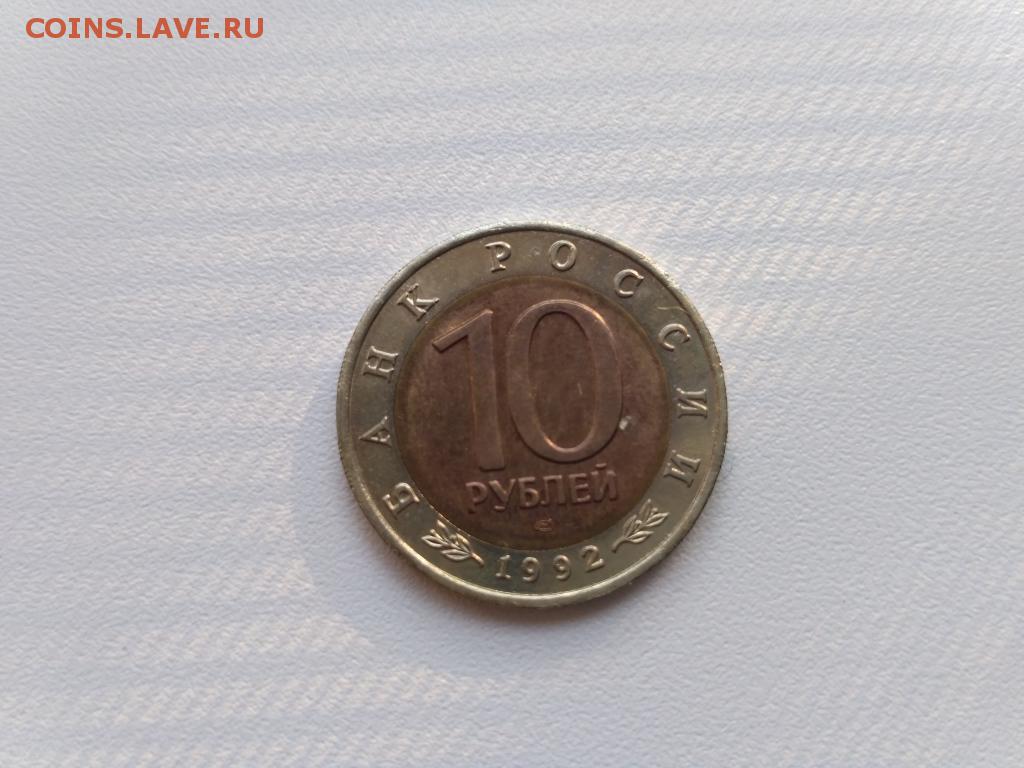 COINS.LAVE.RU
БАНК РОССИИ
10
РУБЛЕЙ
1992